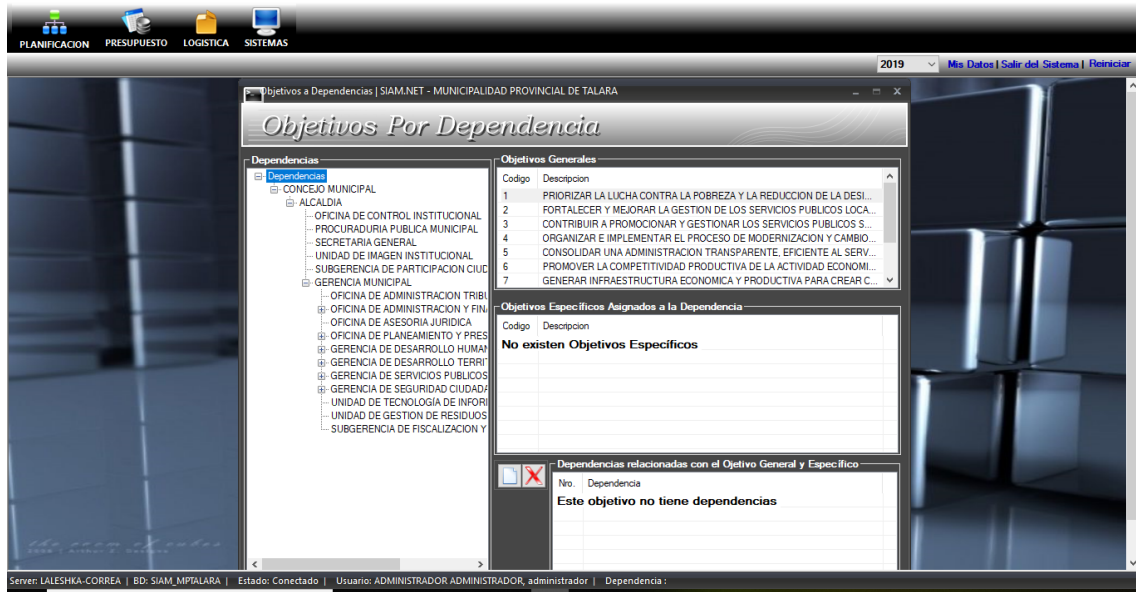 PLANIFICACION PRESUPUESTO LOGISTICA SISTEMAS
2019 Mis Datos | Salir del Sistema | Reiniciar
Objetivos a Dependencias | SIAM.NET - MUNICIPALIDAD PROVINCIAL DE TALARA
Objetivos Por Dependencia
Dependencias
Dependencias
CONCEJO MUNICIPAL
ALCALDIA
OFICINA DE CONTROL INSTITUCIONAL
PROCURADURIA PUBLICA MUNICIPAL
SECRETARIA GENERAL
UNIDAD DE IMAGEN INSTITUCIONAL
SUBGERENCIA DE PARTICIPACION CIUD
GERENCIA MUNICIPAL
OFICINA DE ADMINISTRACION TRIBU
OFICINA DE ADMINISTRACION Y FIN
OFICINA DE ASESORIA JURIDICA
OFICINA DE PLANEAMIENTO Y PRES
GERENCIA DE DESARROLLO HUMAN
GERENCIA DE DESARROLLO TERRI
GERENCIA DE SERVICIOS PUBLICOS
GERENCIA DE SEGURIDAD CIUDADA
UNIDAD DE TECNOLOGÍA DE INFORI
UNIDAD DE GESTION DE RESIDUOS
SUBGERENCIA DE FISCALIZACION Y
Objetivos Generales
Codigo Descripcion
1 PRIORIZAR LA LUCHA CONTRA LA POBREZA Y LA REDUCCION DE LA DESI...
2 FORTALECER Y MEJORAR LA GESTION DE LOS SERVICIOS PUBLICOS LOCA...
3 CONTRIBUIR A PROMOCIONAR Y GESTIONAR LOS SERVICIOS PUBLICOS S...
4 ORGANIZAR E IMPLEMENTAR EL PROCESO DE MODERNIZACION Y CAMBIO...
5 CONSOLIDAR UNA ADMINISTRACION TRANSPARENTE, EFICIENTE AL SERV...
6 PROMOVER LA COMPETITIVIDAD PRODUCTIVA DE LA ACTIVIDAD ECONOMI...
7 GENERAR INFRAESTRUCTURA ECONOMICA Y PRODUCTIVA PARA CREAR C...
Objetivos Específicos Asignados a la Dependencia
Codigo Descripcion
No existen Objetivos Específicos
Dependencias relacionadas con el Ojetivo General y Específico
Nro. Dependencia
Este objetivo no tiene dependencias
the room of cubes
Server: LALESHKA-CORREA | BD: SIAM_MPTALARA | Estado: Conectado | Usuario: ADMINISTRADOR ADMINISTRADOR, administrador | Dependencia :